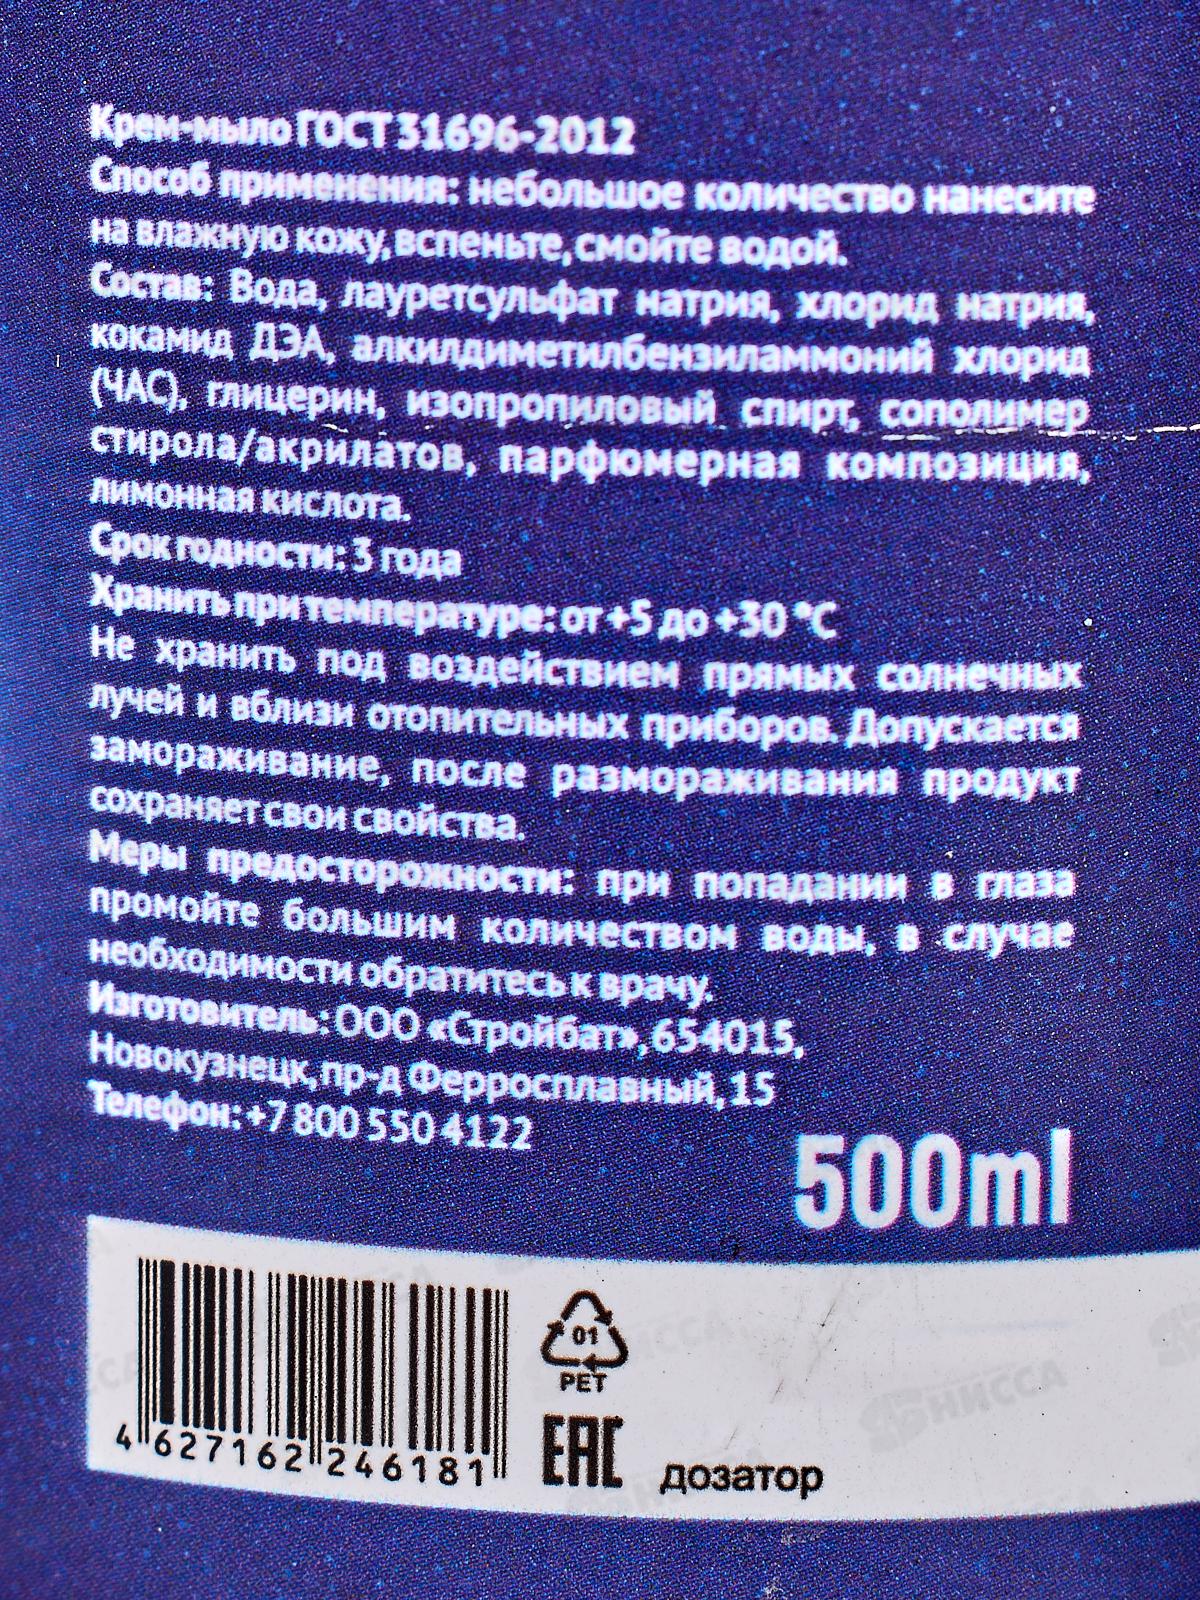 Крем-мыло ГОСТ 31696-2012
Способ применения: небольшое количество нанесите
на влажную кожу, вспеньте, смойте водой.
Состав: Вода, лауретсульфат натрия, хлорид натрия,
кокамид ДЭА, алкилдиметилбензиламмоний хлорид
(ЧАС), глицерин, изопропиловый спирт, сополимер
стирола/акрилатов, парфюмерная композиция,
лимонная кислота.
Срок годности: 3 года
Хранить при температуре: от +5 до +30 °С
Не хранить под воздействием прямых солнечных
лучей и вблизи отопительных приборов. Допускается
замораживание, после размораживания продукт
сохраняет свои свойства.
Меры предосторожности: при попадании в глаза
промойте большим количеством воды, в случае
необходимости обратитесь к врачу.
Изготовитель: ООО «Стройбат», 654015,
Новокузнецк, пр-д Ферросплавный, 15
Телефон: +7 800 550 4122
500ml
01
PET
4 627162 246181
EAC
дозатор
ЯБНИССА